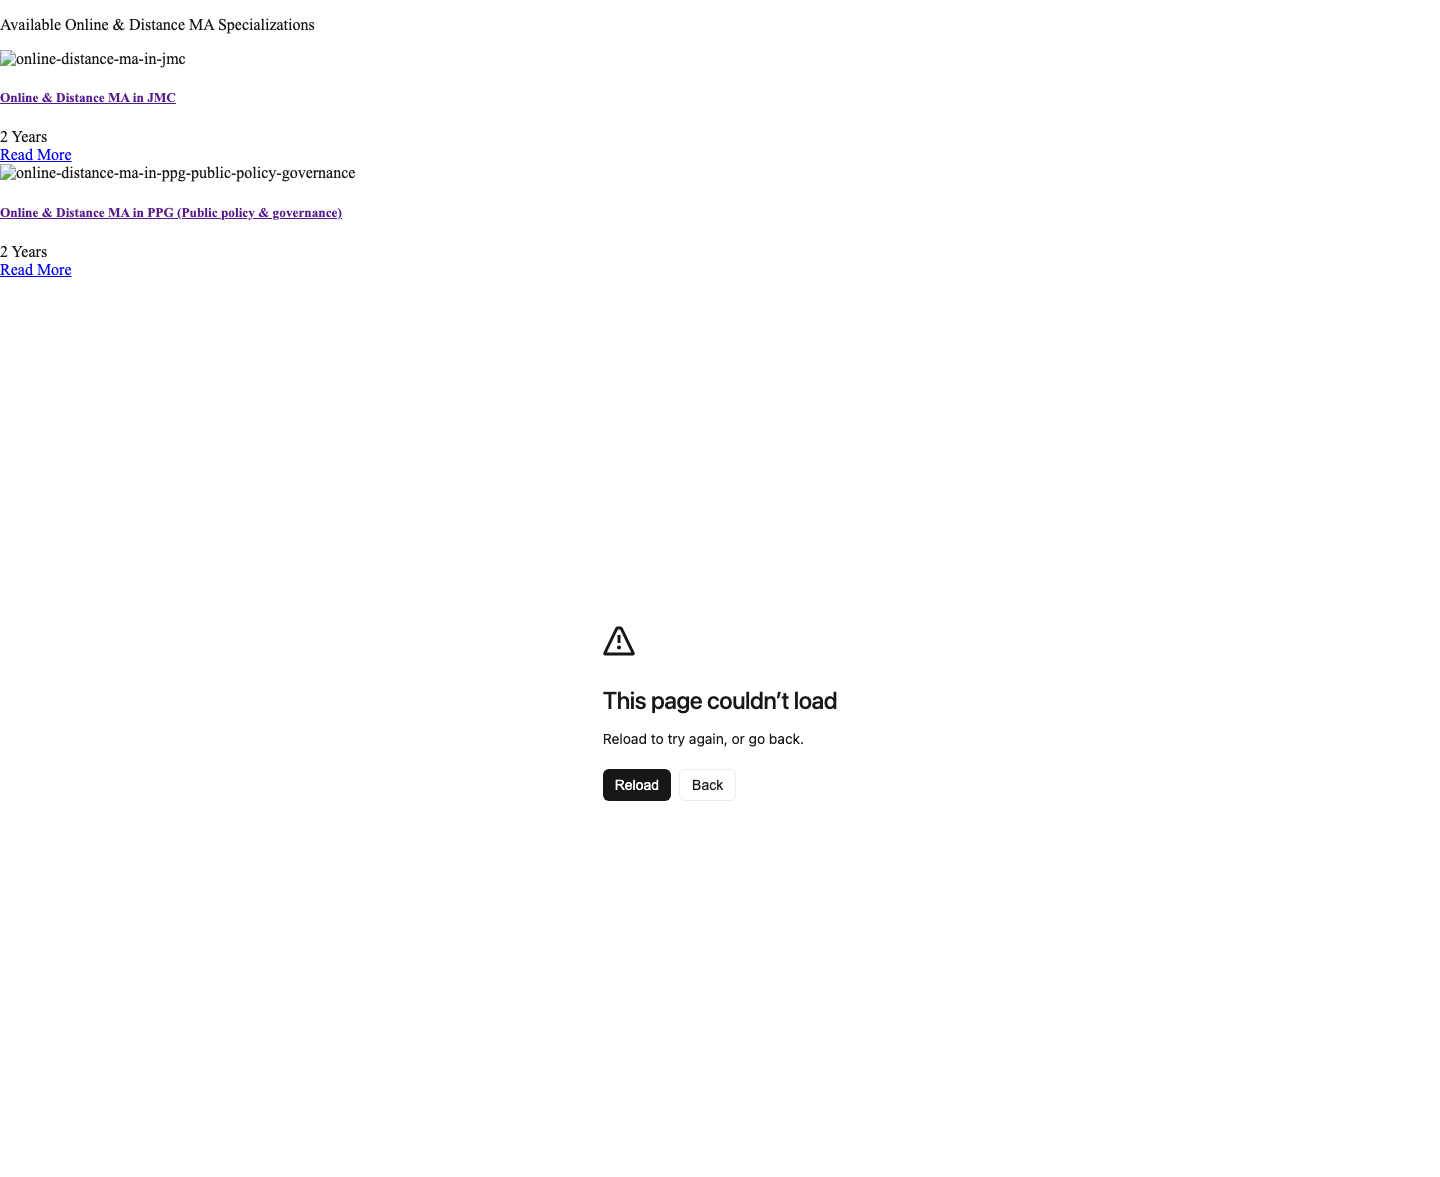 Available Online & Distance MA Specializations
online-distance-ma-in-jmc
Online & Distance MA in JMC
2 Years
Read More
online-distance-ma-in-ppg-public-policy-governance
Online & Distance MA in PPG (Public policy & governance)
2 Years
Read More
This page couldn’t load
Reload to try again, or go back.
Reload
Back